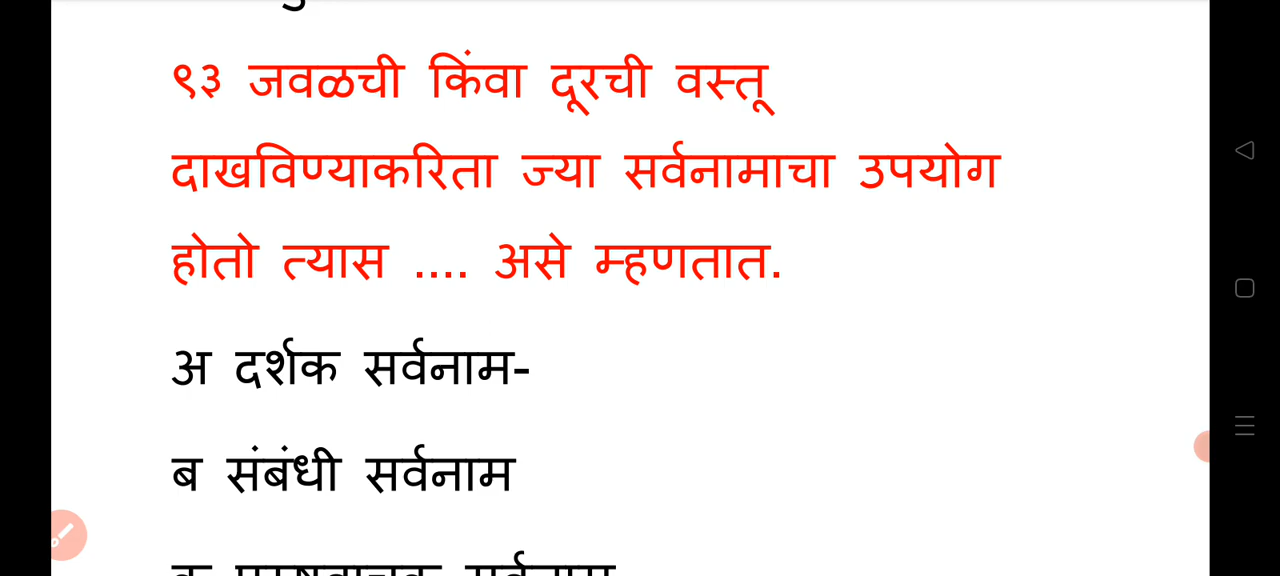 ९३ जवळची किंवा दूरची वस्तू
दाखविण्याकरिता ज्या सर्वनामाचा उपयोग
होतो त्यास .... असे म्हणतात.
अ दर्शक सर्वनाम-
ब संबंधी सर्वनाम